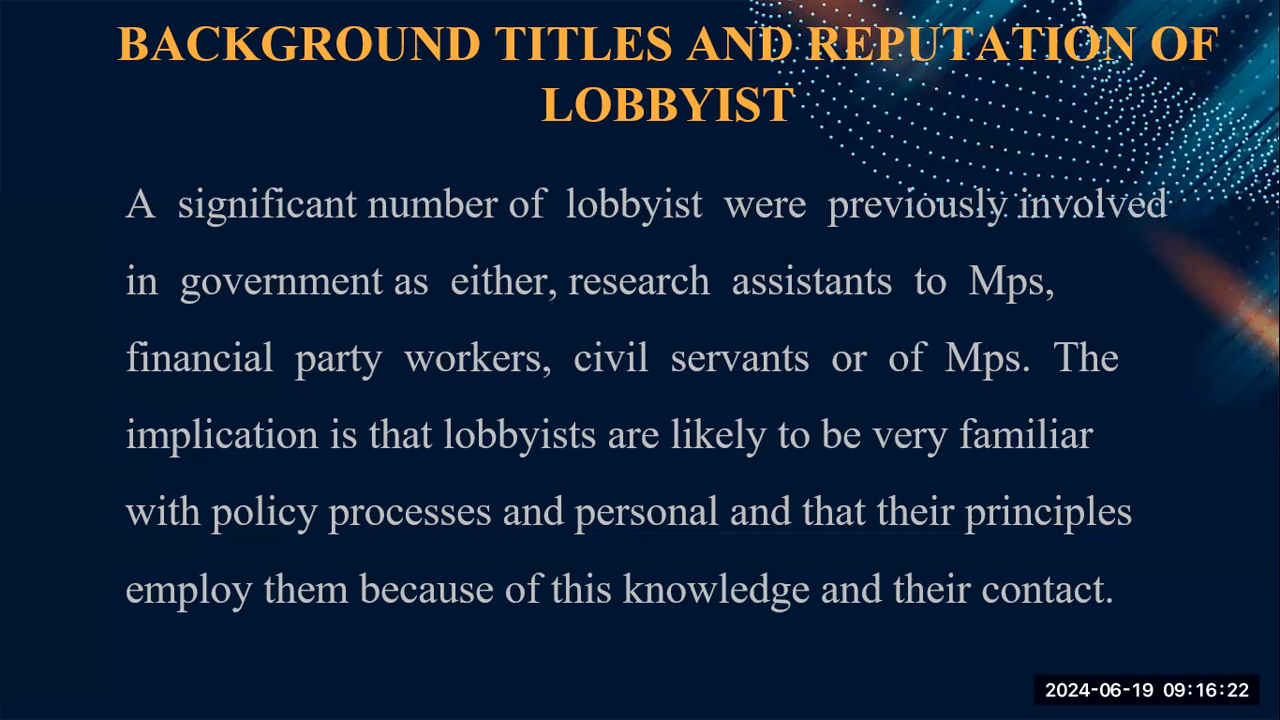 BACKGROUND TITLES AND REPUTATION OF
LOBBYIST
A significant number of lobbyist were previously involved
in government as either, research assistants to Mps,
financial party workers, civil servants or of Mps. The
implication is that lobbyists are likely to be very familiar
with policy processes and personal and that their principles
employ them because of this knowledge and their contact.
2024-06-19 09:16:22